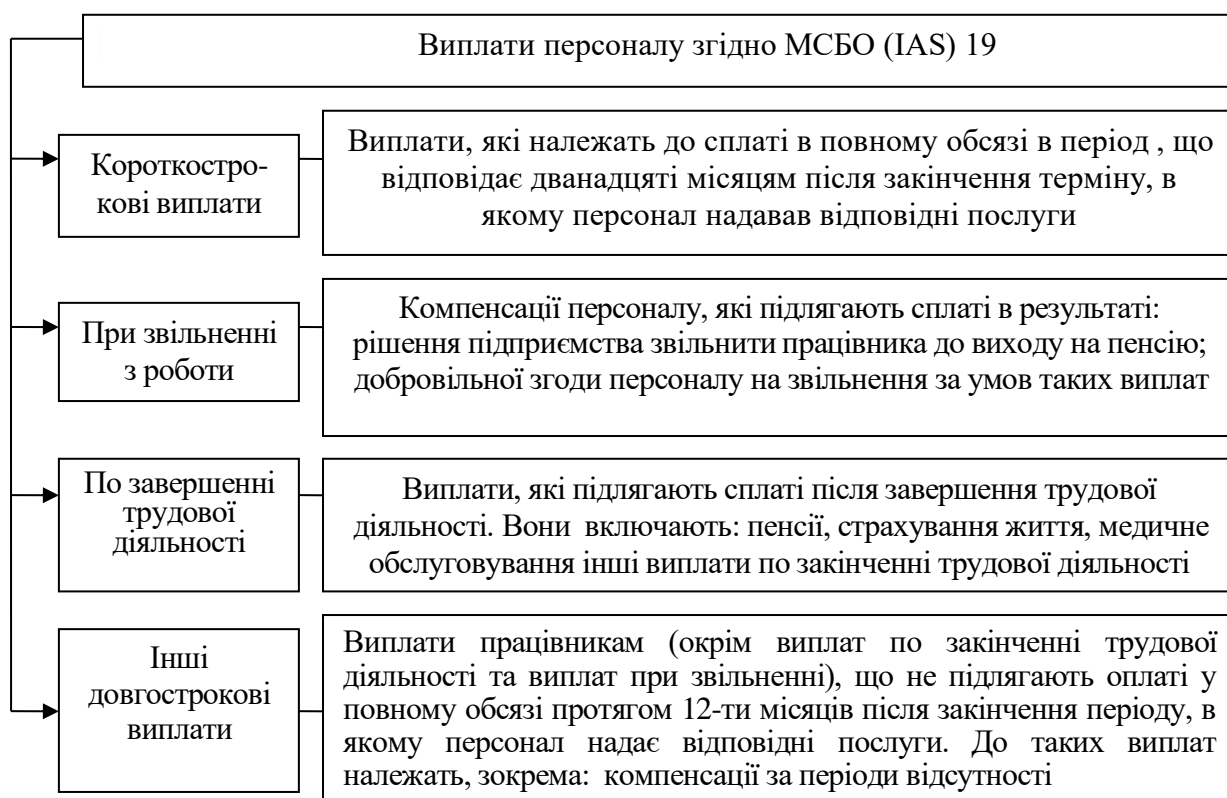 Виплати персоналу згідно МСБО (IAS) 19
Короткостро-
кові виплати
Виплати, які належать до сплаті в повному обсязі в період , що
відповідає дванадцяти місяцям після закінчення терміну, в
якому персонал надавав відповідні послуги
При звільненні
з роботи
Компенсації персоналу, які підлягають сплаті в результаті:
рішення підприємства звільнити працівника до виходу на пенсію;
добровільної згоди персоналу на звільнення за умов таких виплат
По завершенні
трудової
діяльності
Виплати, які підлягають сплаті після завершення трудової
діяльності. Вони включають: пенсії, страхування життя, медичне
обслуговування інші виплати по закінченні трудової діяльності
Інші
довгострокові
виплати
Виплати працівникам (окрім виплат по закінченні трудової
діяльності та виплат при звільненні), що не підлягають оплаті у
повному обсязі протягом 12-ти місяців після закінчення періоду, в
якому персонал надає відповідні послуги. До таких виплат
належать, зокрема: компенсації за періоди відсутності